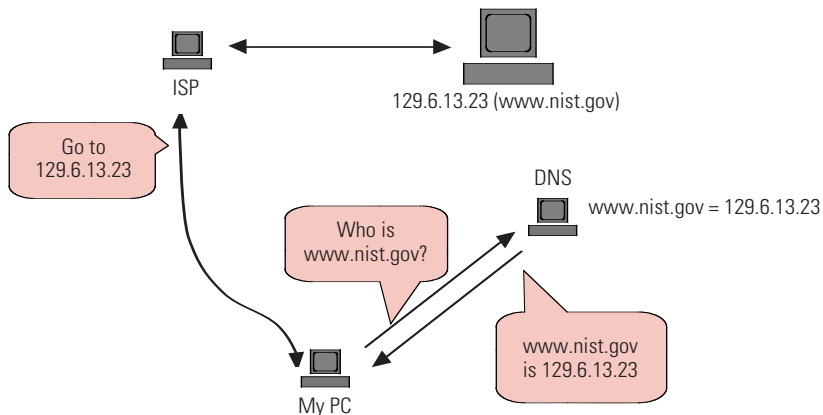 ISP
129.6.13.23 (www.nist.gov)
Go to
129.6.13.23
DNS
www.nist.gov = 129.6.13.23
Who is
www.nist.gov?
www.nist.gov
is 129.6.13.23
My PC